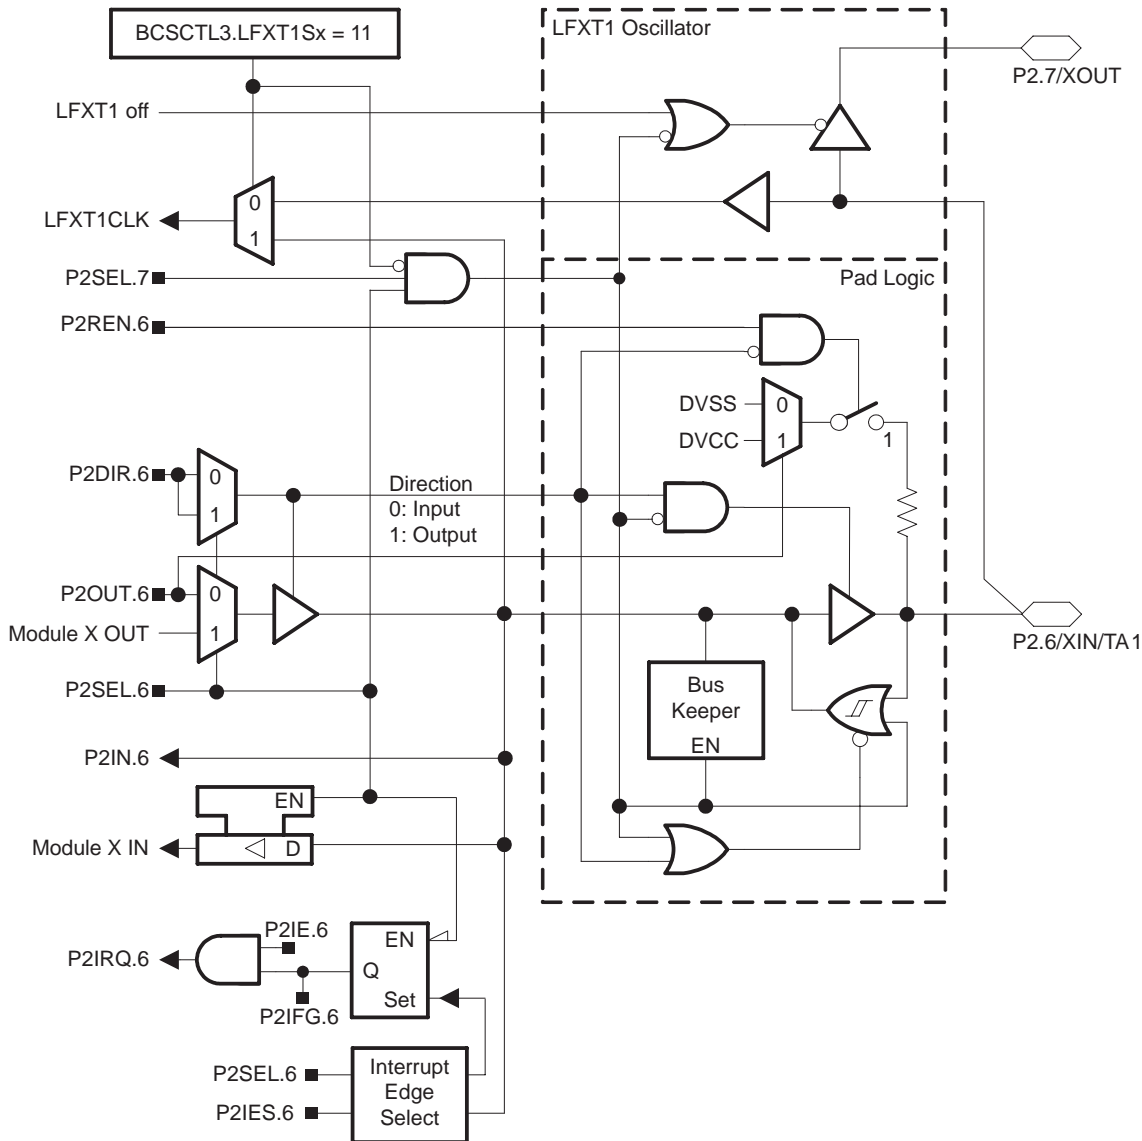 BCSCTL3.LFXT1Sx = 11
LFXT1 Oscillator
P2.7/XOUT
LFXT1 off
0
LFXT1CLK
1
P2SEL.7
Pad Logic
P2REN.6
DVSS
0
DVCC
1
1
P2DIR.6
0
1
Direction
0: Input
1: Output
P2OUT.6
0
Module X OUT
1
P2.6/XIN/TA1
P2SEL.6
Bus
Keeper
EN
P2IN.6
EN
Module X IN
D
P2IE.6
EN
P2IRQ.6
Q
Set
P2IFG.6
P2SEL.6
P2IES.6
Interrupt
Edge
Select